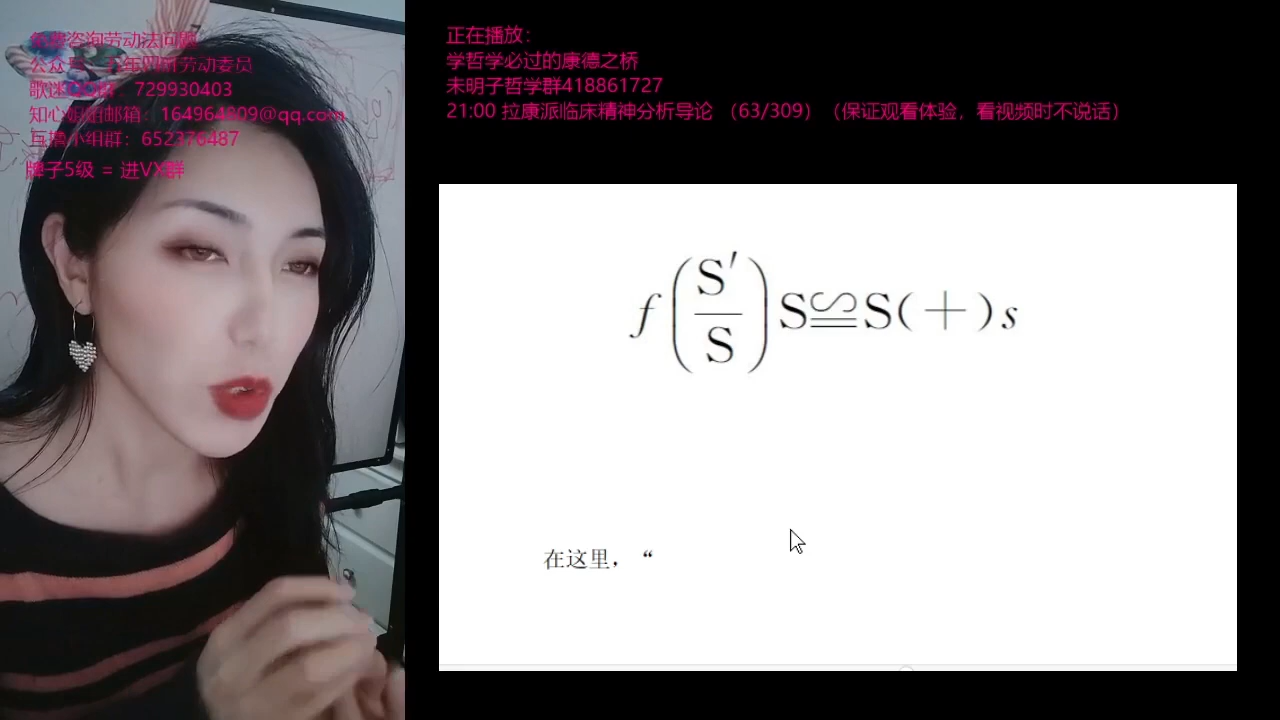 免费咨询劳动法问题
歌迷QQ群：729930403
知心姐姐邮箱：164964809@qq.com
互撸小组群：652376487
牌子5级 = 进VX群
正在播放：
学哲学必过的康德之桥
未明子哲学群418861727
21:00 拉康派临床精神分析导论 （63/309）（保证观看体验，看视频时不说话）
f(S′/S)S≌S(+)s
在这里，“